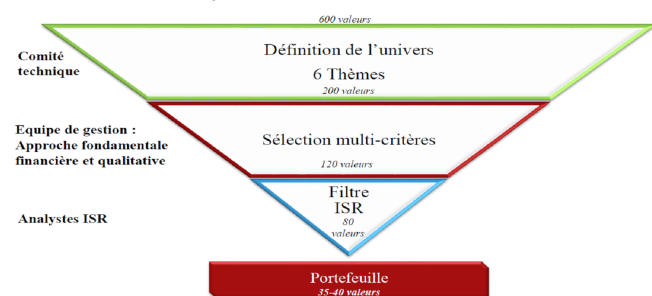 600 valeurs
Définition de l’univers
Comité
technique
6 Thèmes
200 valeurs
Equipe de gestion :
Approche fondamentale
financière et qualitative
Sélection multi-critères
120 valeurs
Filtre
ISR
Analystes ISR
80
valeurs
Portefeuille
35-40 valeurs